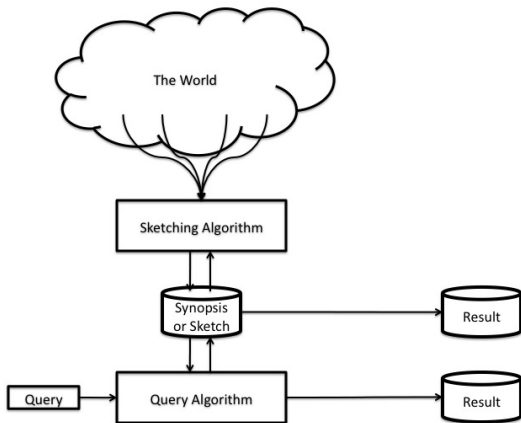 The World
Sketching Algorithm
Synopsis
or Sketch
Result
Query
Query Algorithm
Result